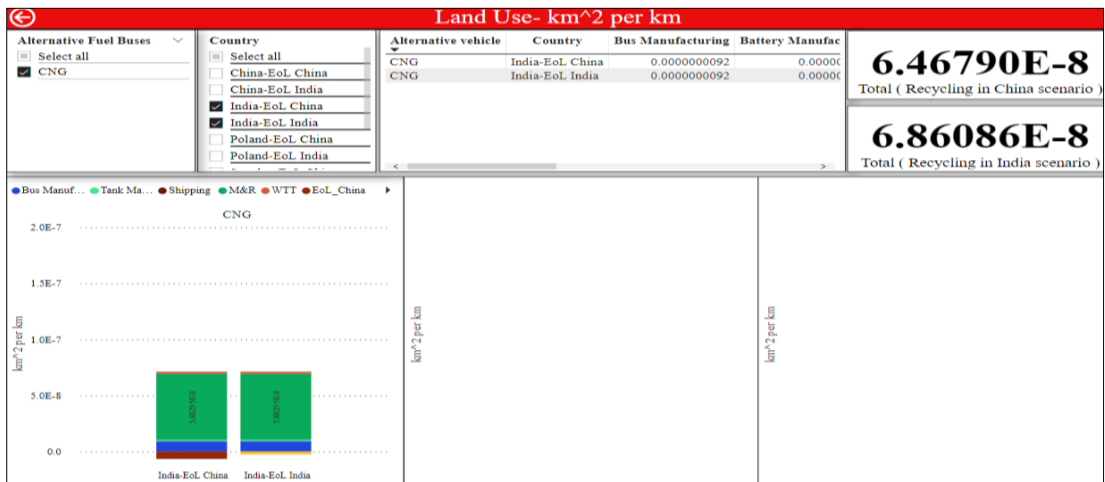 Land Use- km^2 per km
Alternative Fuel Buses
Select all
CNG
Country
Select all
China-EoL China
China-EoL India
India-EoL China
India-EoL India
Poland-EoL China
Poland-EoL India
Alternative vehicle Country Bus Manufacturing Battery Manufac
CNG India-EoL China 0.0000000092 0.0000
CNG India-EoL India 0.0000000092 0.0000
6.46790E-8
Total ( Recycling in China scenario )
6.86086E-8
Total ( Recycling in India scenario )
Bus Manuf... Tank Ma... Shipping M&R WTT EoL_China
CNG
2.0E-7
1.5E-7
1.0E-7
5.0E-8
0.0
km^2 per km
India-EoL China India-EoL India
km^2 per km
km^2 per km